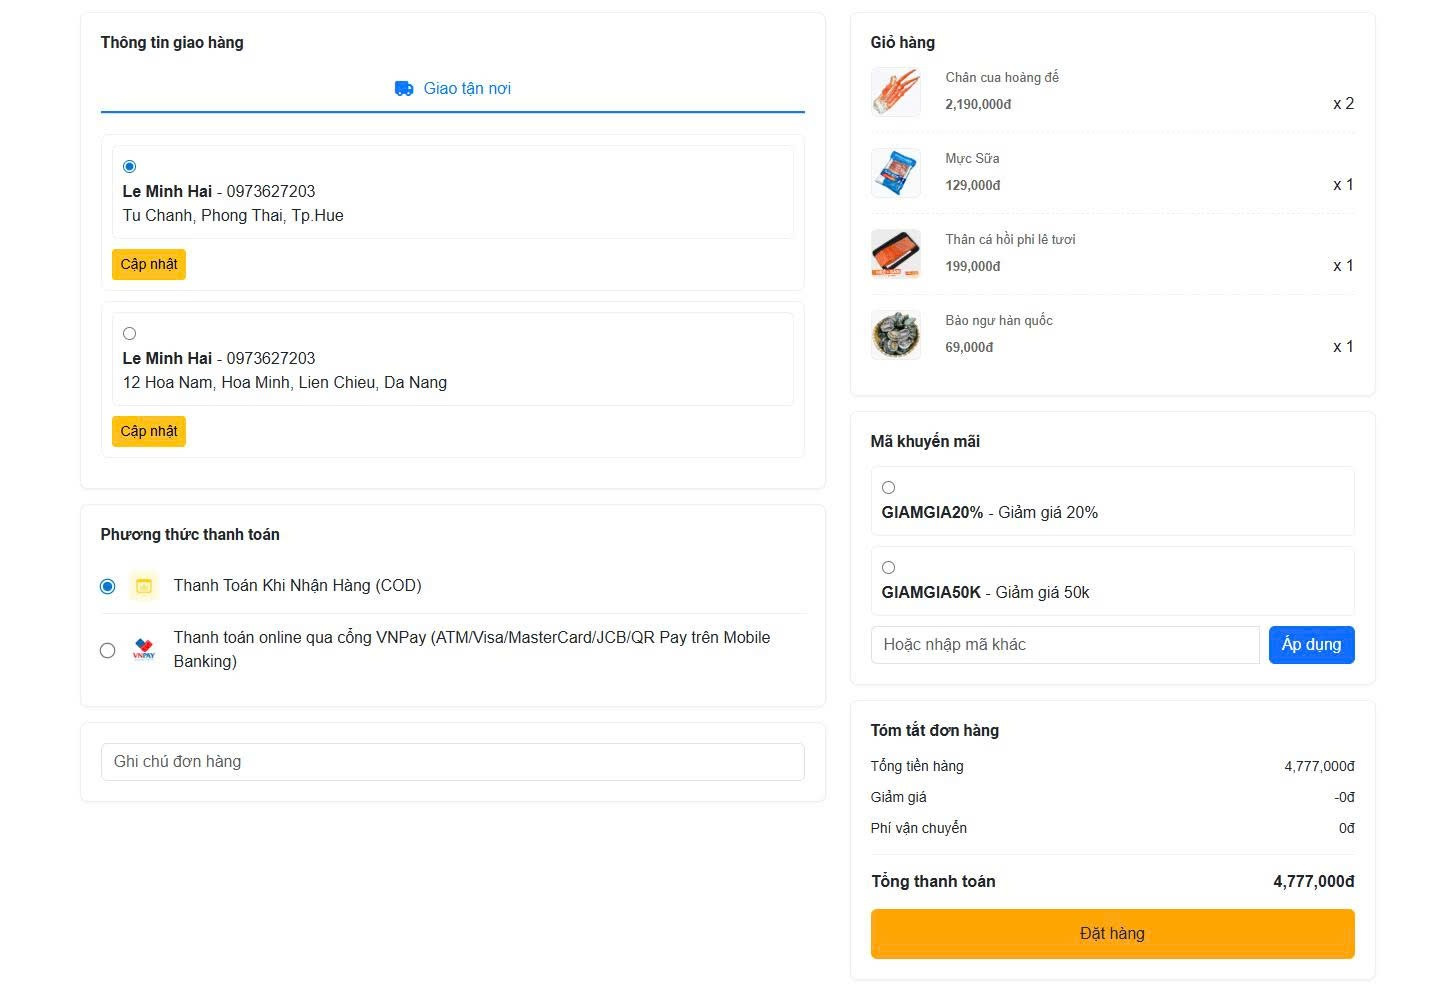 Thông tin giao hàng
Giao tận nơi
Le Minh Hai - 0973627203
Tu Chanh, Phong Thai, Tp.Hue
Cập nhật
Le Minh Hai - 0973627203
12 Hoa Nam, Hoa Minh, Lien Chieu, Da Nang
Cập nhật
Phương thức thanh toán
Thanh Toán Khi Nhận Hàng (COD)
VNPAY
Thanh toán online qua cổng VNPay (ATM/Visa/MasterCard/JCB/QR Pay trên Mobile
Banking)
Ghi chú đơn hàng
Giỏ hàng
Chân cua hoàng đế
2,190,000đ
x 2
Mực Sữa
129,000đ
x 1
Thân cá hồi phi lê tươi
199,000đ
x 1
Bào ngư hàn quốc
69,000đ
x 1
Mã khuyến mãi
GIAMGIA20% - Giảm giá 20%
GIAMGIA50K - Giảm giá 50k
Hoặc nhập mã khác
Áp dụng
Tóm tắt đơn hàng
Tổng tiền hàng 4,777,000đ
Giảm giá -0đ
Phí vận chuyển 0đ
Tổng thanh toán 4,777,000đ
Đặt hàng